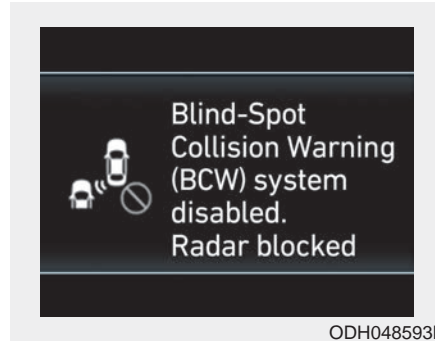 Blind-Spot
Collision Warning
(BCW) system
disabled.
Radar blocked
ODH048593